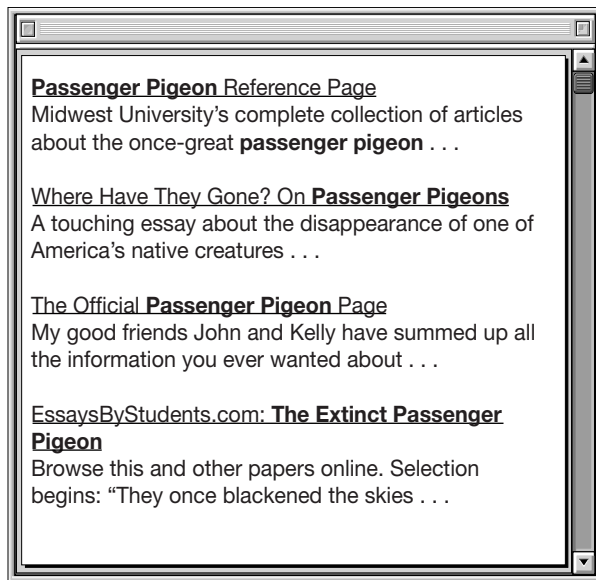 Passenger Pigeon Reference Page
Midwest University’s complete collection of articles
about the once-great passenger pigeon . . .
Where Have They Gone? On Passenger Pigeons
A touching essay about the disappearance of one of
America’s native creatures . . .
The Official Passenger Pigeon Page
My good friends John and Kelly have summed up all
the information you ever wanted about . . .
EssaysByStudents.com: The Extinct Passenger
Pigeon
Browse this and other papers online. Selection
begins: “They once blackened the skies . . .